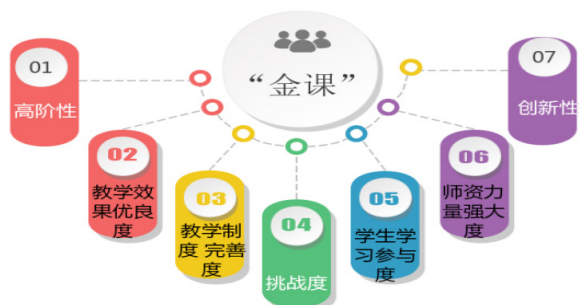 “金课”
01
高阶性
02
教学效
果优良
度
03
教学制
度 完善
度
04
挑战度
05
学生学
习参与
度
06
师资力
量强大
度
07
创新性